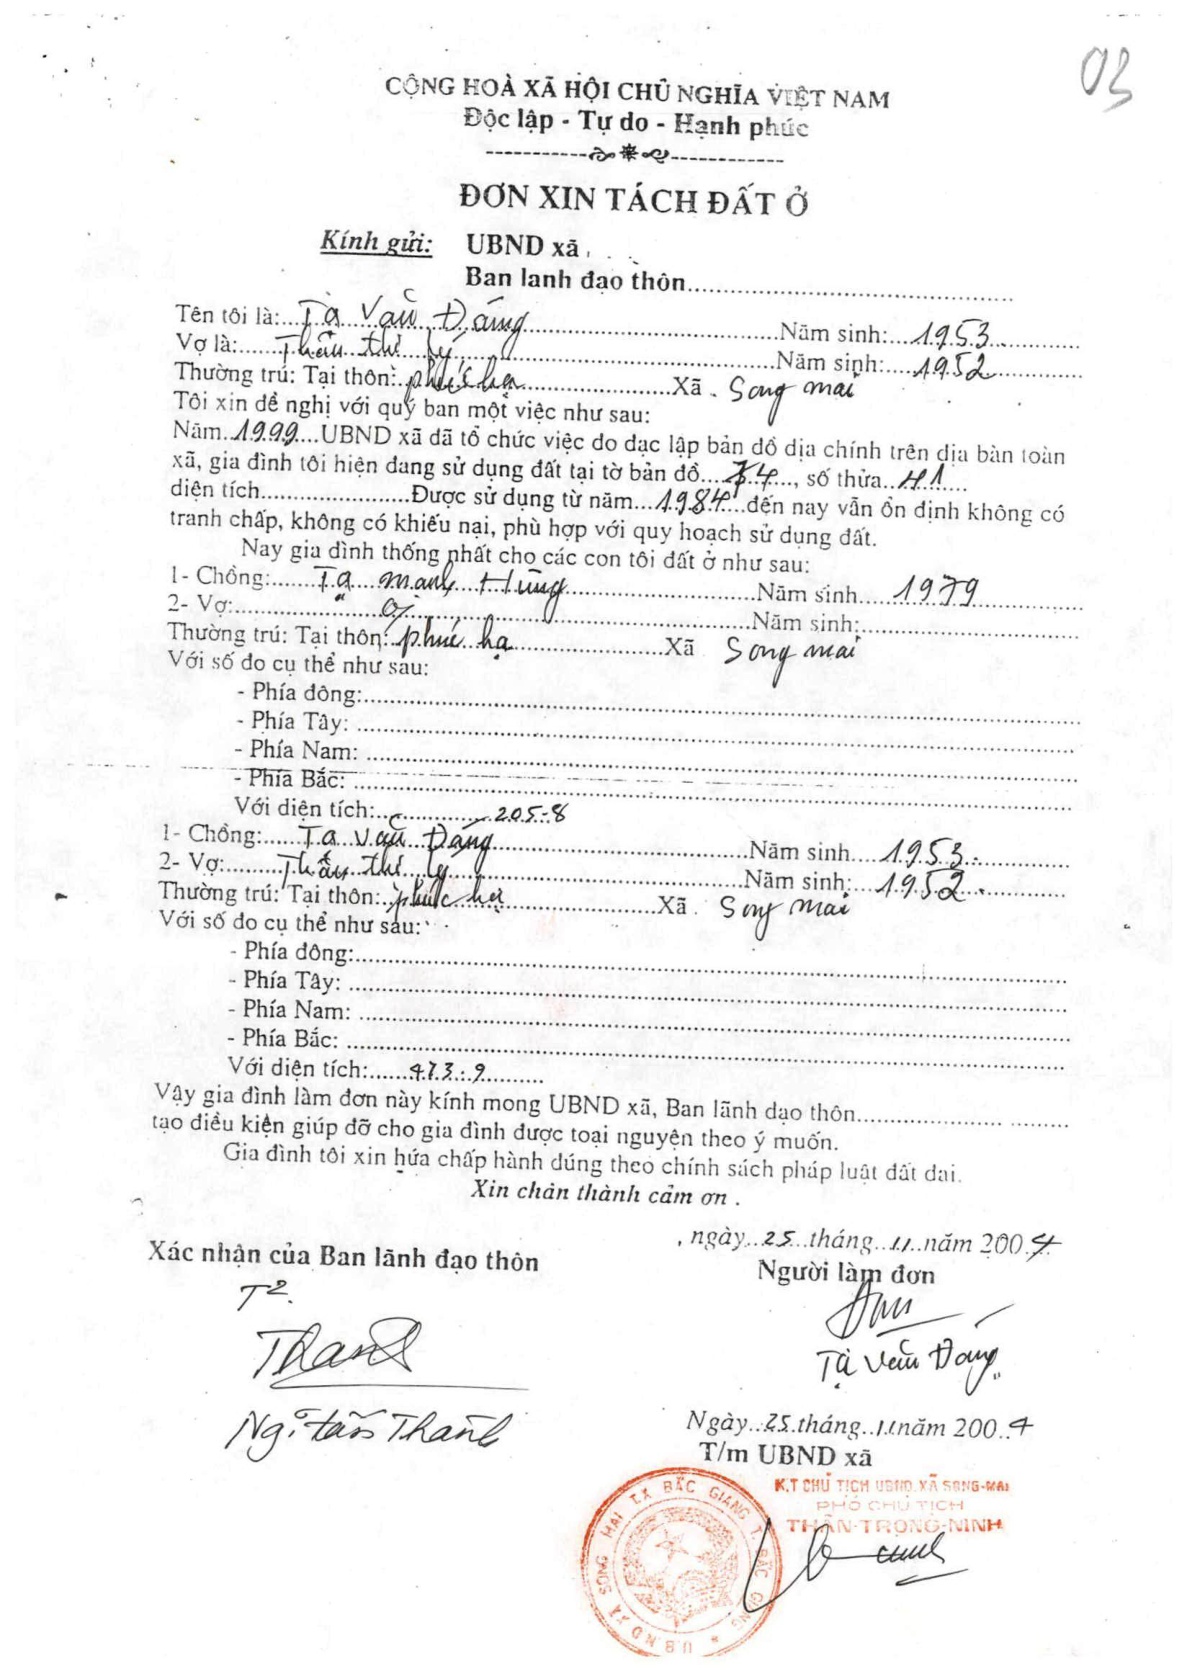 03
CỘNG HOÀ XÃ HỘI CHỦ NGHĨA VIỆT NAM
Độc lập - Tự do - Hạnh phúc
ĐƠN XIN TÁCH ĐẤT Ở
Kính gửi: UBND xã
Ban lanh đạo thôn
Tên tôi là: Tạ Văn Đáng Năm sinh: 1953
Vợ là: Thân thị Lý Năm sinh: 1952
Thường trú: Tại thôn: phúc hạ Xã Song mai
Tôi xin đề nghị với quý ban một việc như sau:
Năm 1999 UBND xã đã tổ chức việc đo đạc lập bản đồ địa chính trên địa bàn toàn
xã, gia đình tôi hiện đang sử dụng đất tại tờ bản đồ 74, số thửa 41
diện tích Được sử dụng từ năm 1984 đến nay vẫn ổn định không có
tranh chấp, không có khiếu nại, phù hợp với quy hoạch sử dụng đất.
Nay gia đình thống nhất cho các con tôi đất ở như sau:
1- Chồng: Tạ mạnh Hùng Năm sinh 1979
2- Vợ: Năm sinh:
Thường trú: Tại thôn: phúc hạ Xã Song mai
Với số đo cụ thể như sau:
- Phía đông:
- Phía Tây:
- Phía Nam:
- Phía Bắc:
Với diện tích: 205-8
1- Chồng: Tạ Văn Đáng Năm sinh 1953.
2- Vợ: Thân thị lý Năm sinh: 1952.
Thường trú: Tại thôn: phúc hạ Xã Song mai
Với số đo cụ thể như sau:
- Phía đông:
- Phía Tây:
- Phía Nam:
- Phía Bắc:
Với diện tích: 473-9
Vậy gia đình làm đơn này kính mong UBND xã, Ban lãnh đạo thôn
tạo điều kiện giúp đỡ cho gia đình được toại nguyện theo ý muốn.
Gia đình tôi xin hứa chấp hành đúng theo chính sách pháp luật đất đai.
Xin chân thành cảm ơn.
, ngày 25 tháng 11 năm 2004
Xác nhận của Ban lãnh đạo thôn Người làm đơn
T2.
Thanh
Tạ Văn Đáng
Thanh
Ngày 25 tháng 11 năm 2004
T/m UBND xã
K.T CHỦ TỊCH UBND XÃ SONG-MAI
PHÓ CHỦ TỊCH
THÂN-TRỌNG-NINH
U.B.N.D XÃ SONG MAI T.X BẮC GIANG T. BẮC GIANG